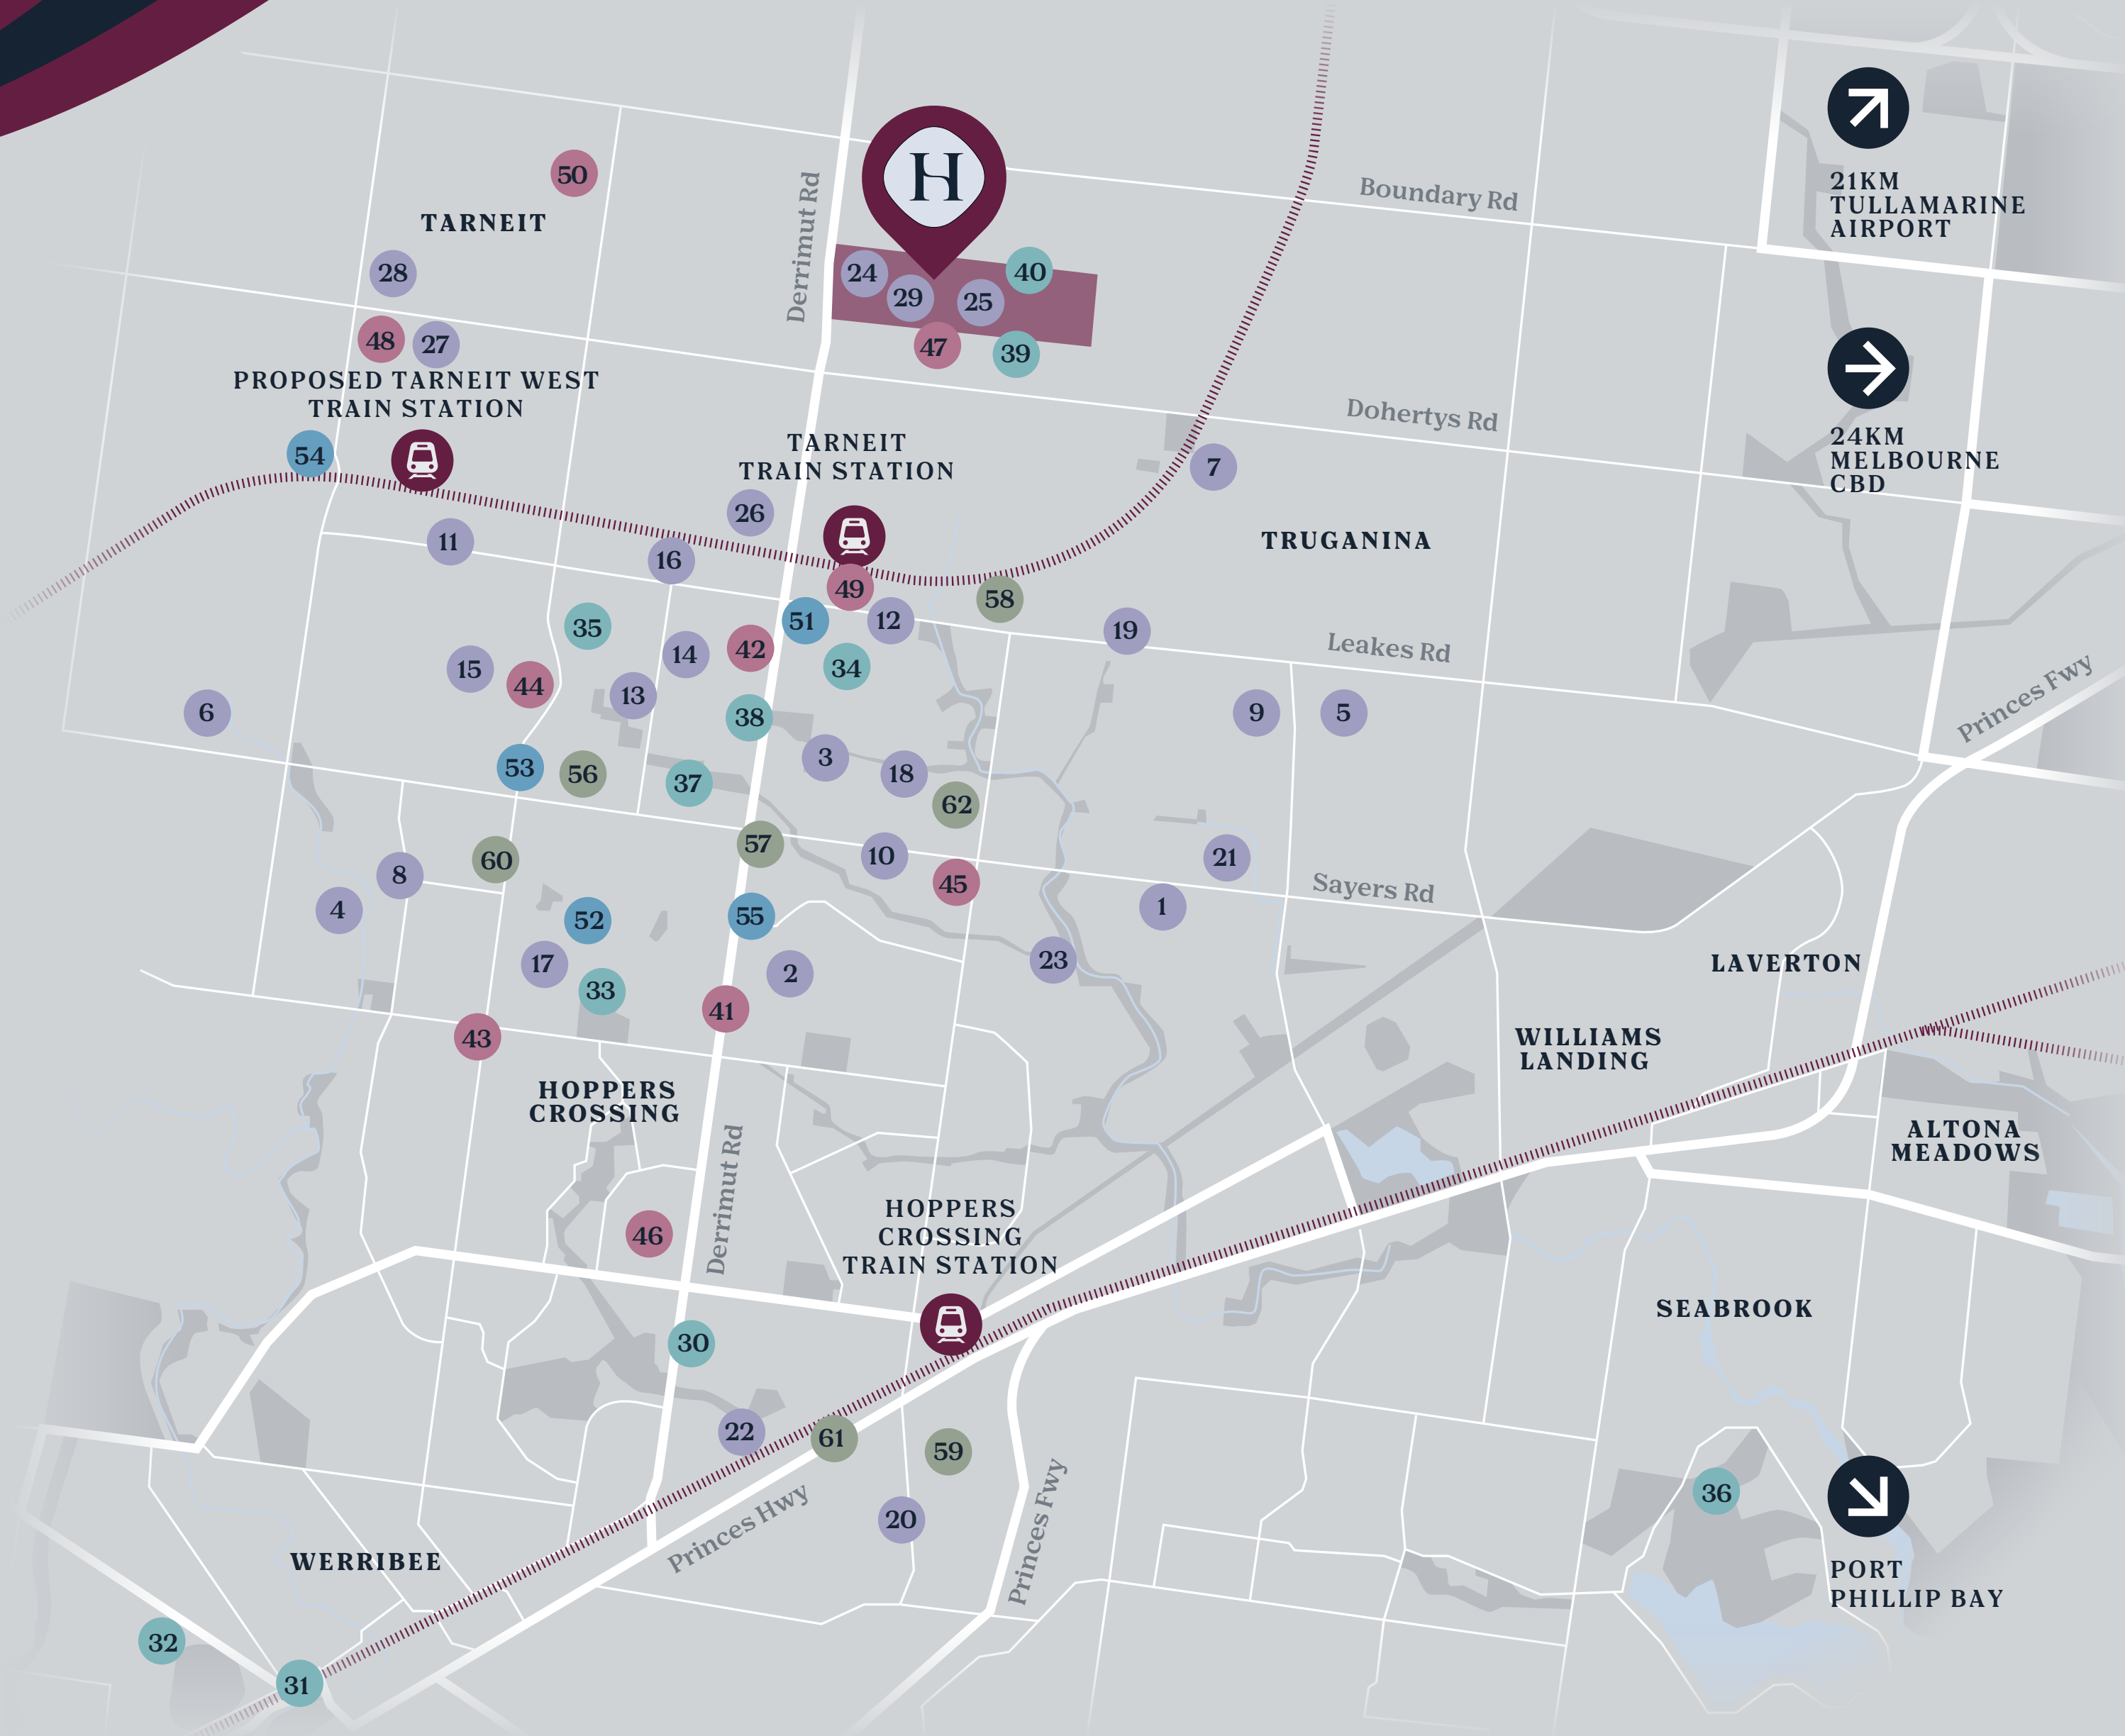 H
Boundary Rd
21KM
TULLAMARINE
AIRPORT
50
TARNEIT
Derrimut Rd
28
24
29
25
40
48
27
47
39
PROPOSED TARNEIT WEST
TRAIN STATION
Dohertys Rd
24KM
MELBOURNE
CBD
54
TARNEIT
TRAIN STATION
7
26
11
16
TRUGANINA
49
58
35
51
12
19
14
42
34
Leakes Rd
15
44
13
6
38
9
5
Princes Fwy
53
56
37
3
18
62
57
60
10
21
8
45
Sayers Rd
4
52
55
1
17
33
2
23
LAVERTON
41
43
WILLIAMS
LANDING
HOPPERS
CROSSING
ALTONA
MEADOWS
Derrimut Rd
46
HOPPERS
CROSSING
TRAIN STATION
SEABROOK
30
22
61
59
36
20
Princes Hwy
Princes Fwy
WERRIBEE
PORT
PHILLIP BAY
32
31